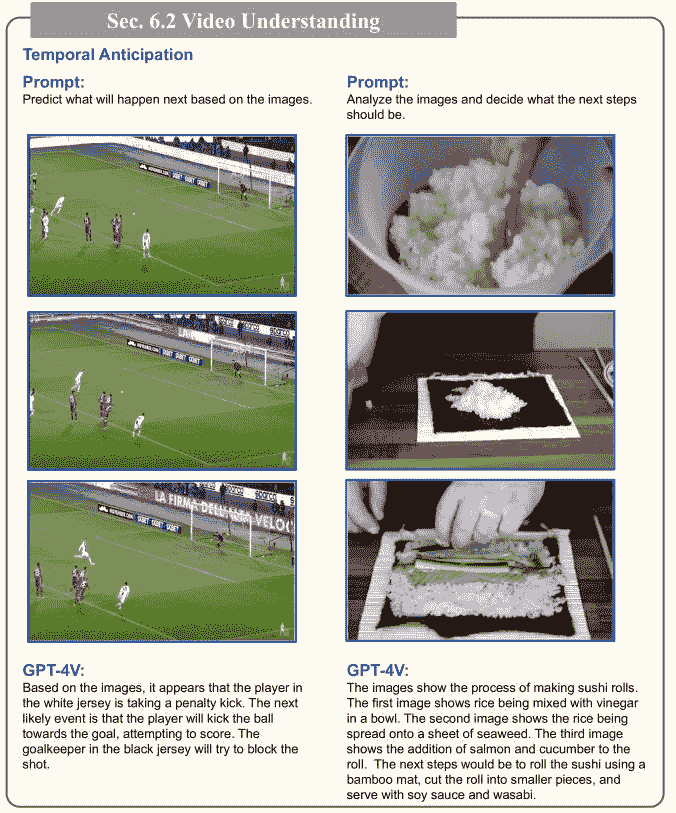 Sec. 6.2 Video Understanding
Temporal Anticipation
Prompt:
Predict what will happen next based on the images.
Prompt:
Analyze the images and decide what the next steps
should be.
LA FIRMA DELL'ALTA VELOC
GPT-4V:
Based on the images, it appears that the player in
the white jersey is taking a penalty kick. The next
likely event is that the player will kick the ball
towards the goal, attempting to score. The
goalkeeper in the black jersey will try to block the
shot.
GPT-4V:
The images show the process of making sushi rolls.
The first image shows rice being mixed with vinegar
in a bowl. The second image shows the rice being
spread onto a sheet of seaweed. The third image
shows the addition of salmon and cucumber to the
roll. The next steps would be to roll the sushi using a
bamboo mat, cut the roll into smaller pieces, and
serve with soy sauce and wasabi.